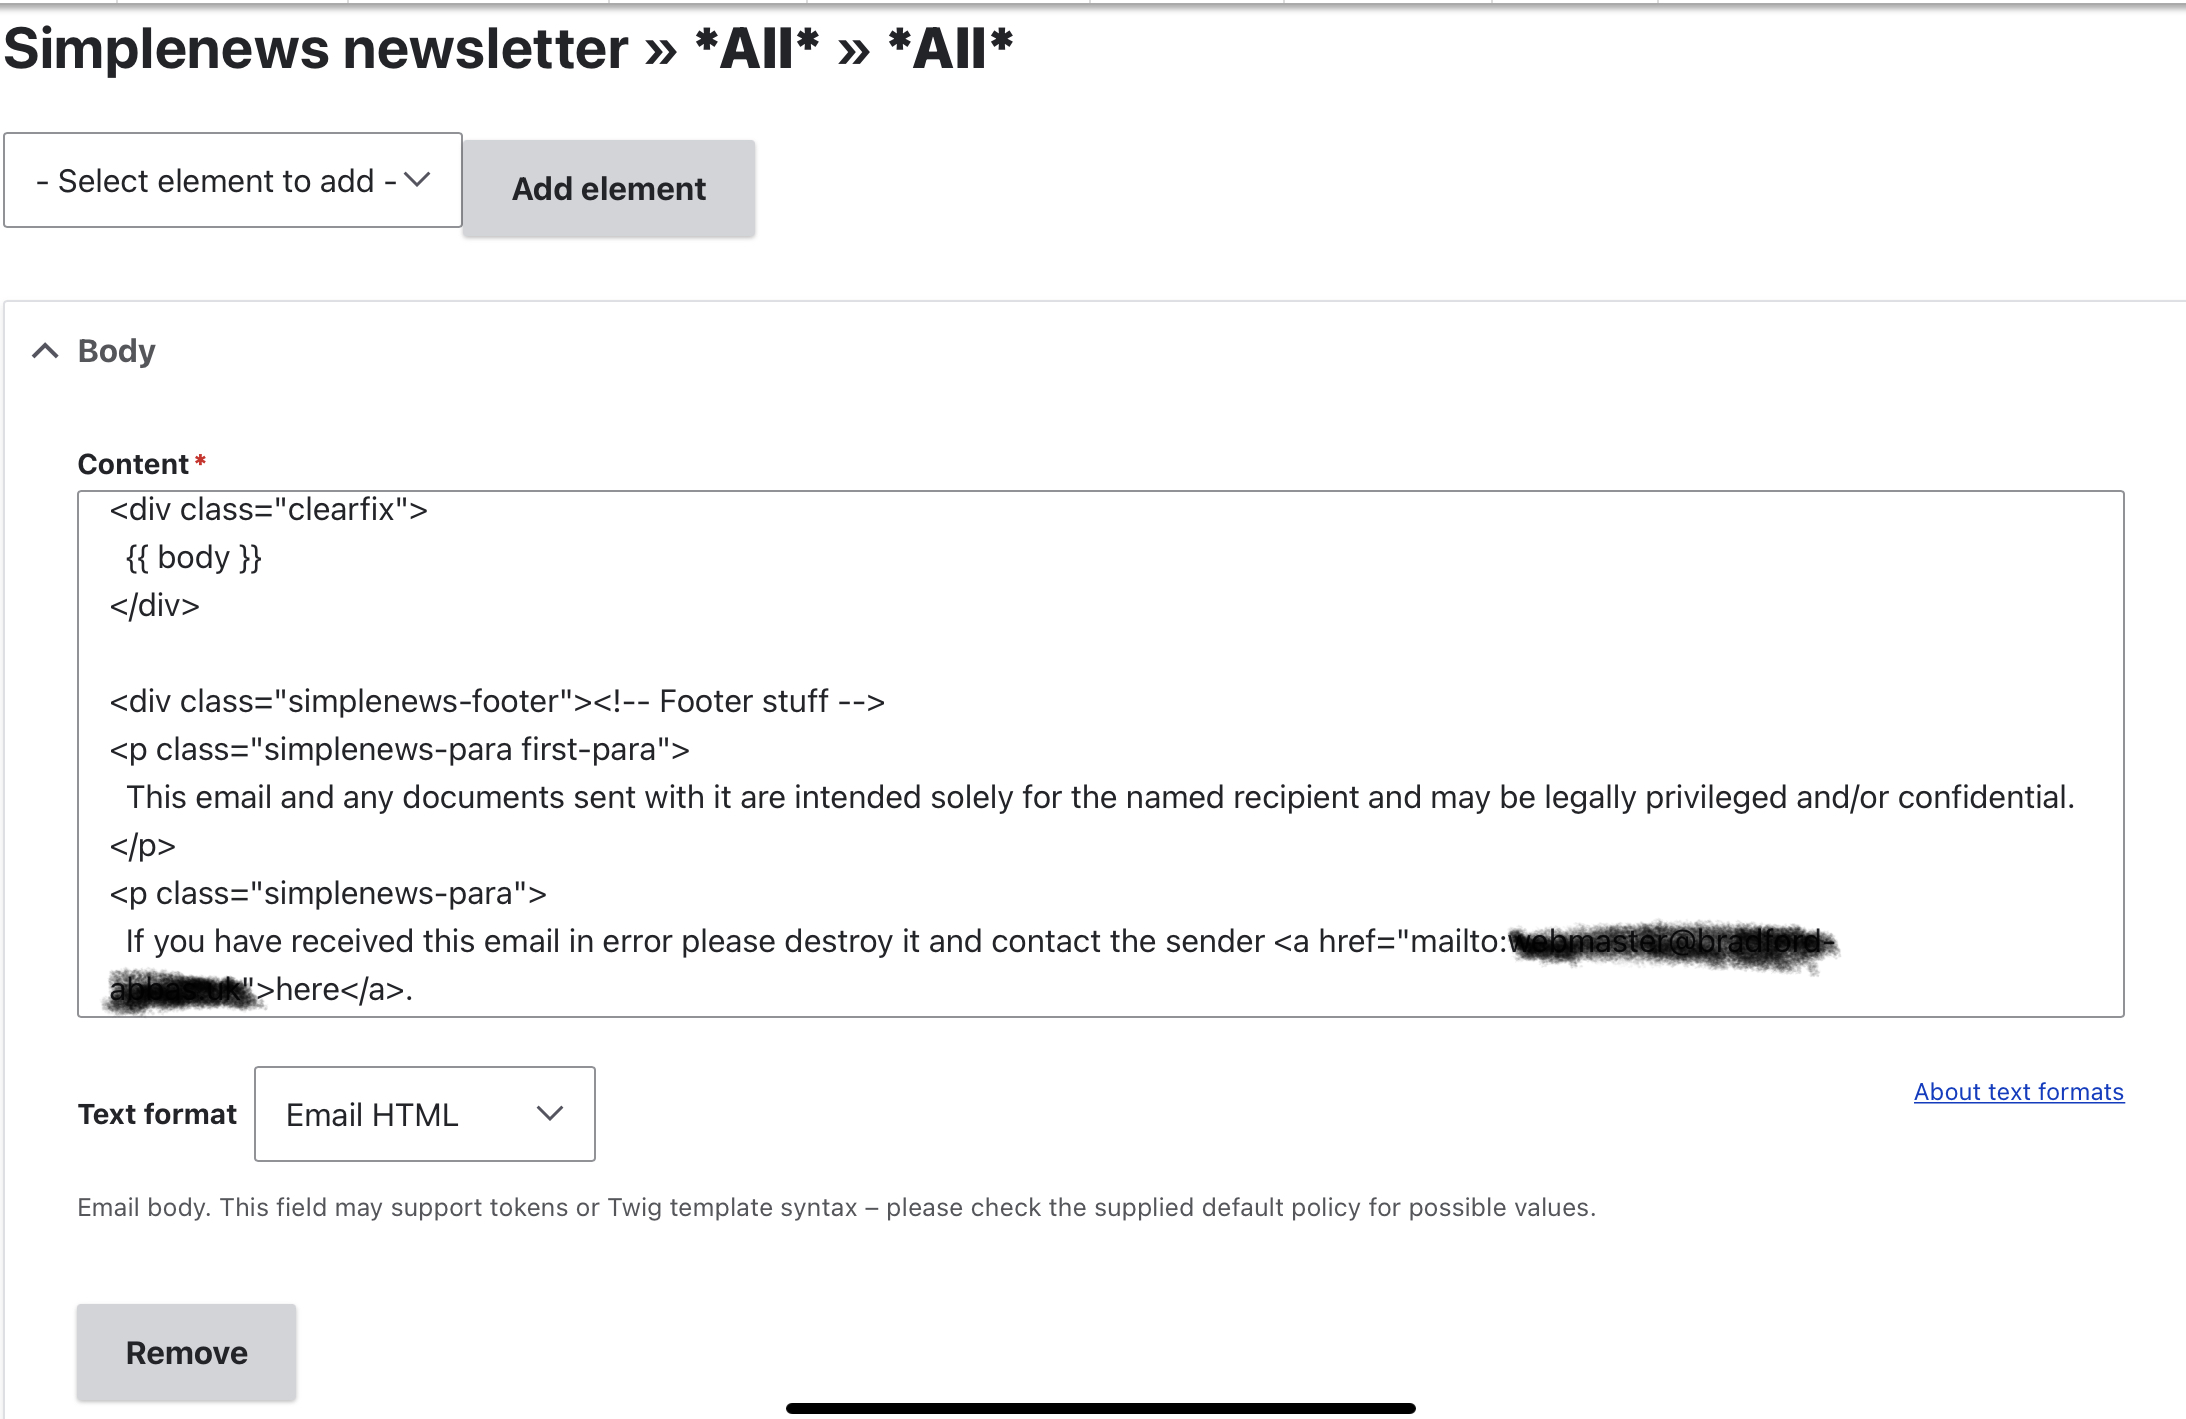 Simplenews newsletter » *All* » *All*
- Select element to add -
Add element
Body
Content*
<div class="clearfix">
{{ body }}
</div>
<div class="simplenews-footer"><!-- Footer stuff -->
<p class="simplenews-para first-para">
This email and any documents sent with it are intended solely for the named recipient and may be legally privileged and/or confidential.
</p>
<p class="simplenews-para">
If you have received this email in error please destroy it and contact the sender <a href="mailto:
">here</a>.
Text format
Email HTML
About text formats
Email body. This field may support tokens or Twig template syntax – please check the supplied default policy for possible values.
Remove